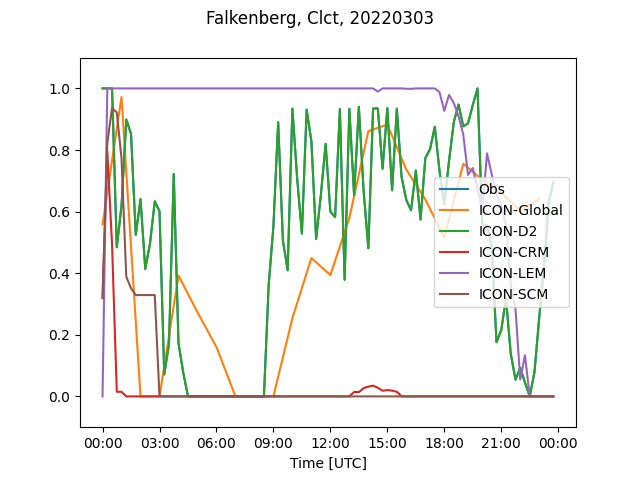 Falkenberg, Clct, 20220303
1.0
0.8
0.6
0.4
0.2
0.0
Obs
ICON-Global
ICON-D2
ICON-CRM
ICON-LEM
ICON-SCM
00:00 03:00 06:00 09:00 12:00 15:00 18:00 21:00 00:00
Time [UTC]